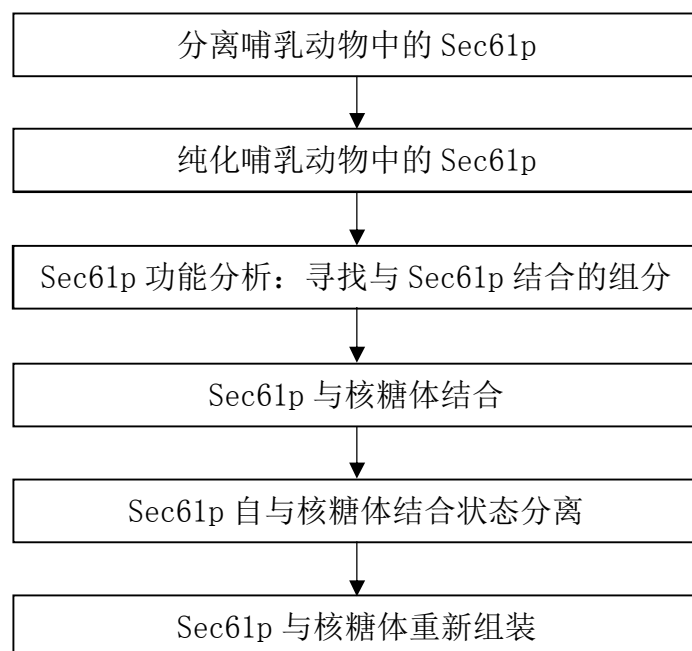 分离哺乳动物中的 Sec61p
纯化哺乳动物中的 Sec61p
Sec61p 功能分析：寻找与 Sec61p 结合的组分
Sec61p 与核糖体结合
Sec61p 自与核糖体结合状态分离
Sec61p 与核糖体重新组装